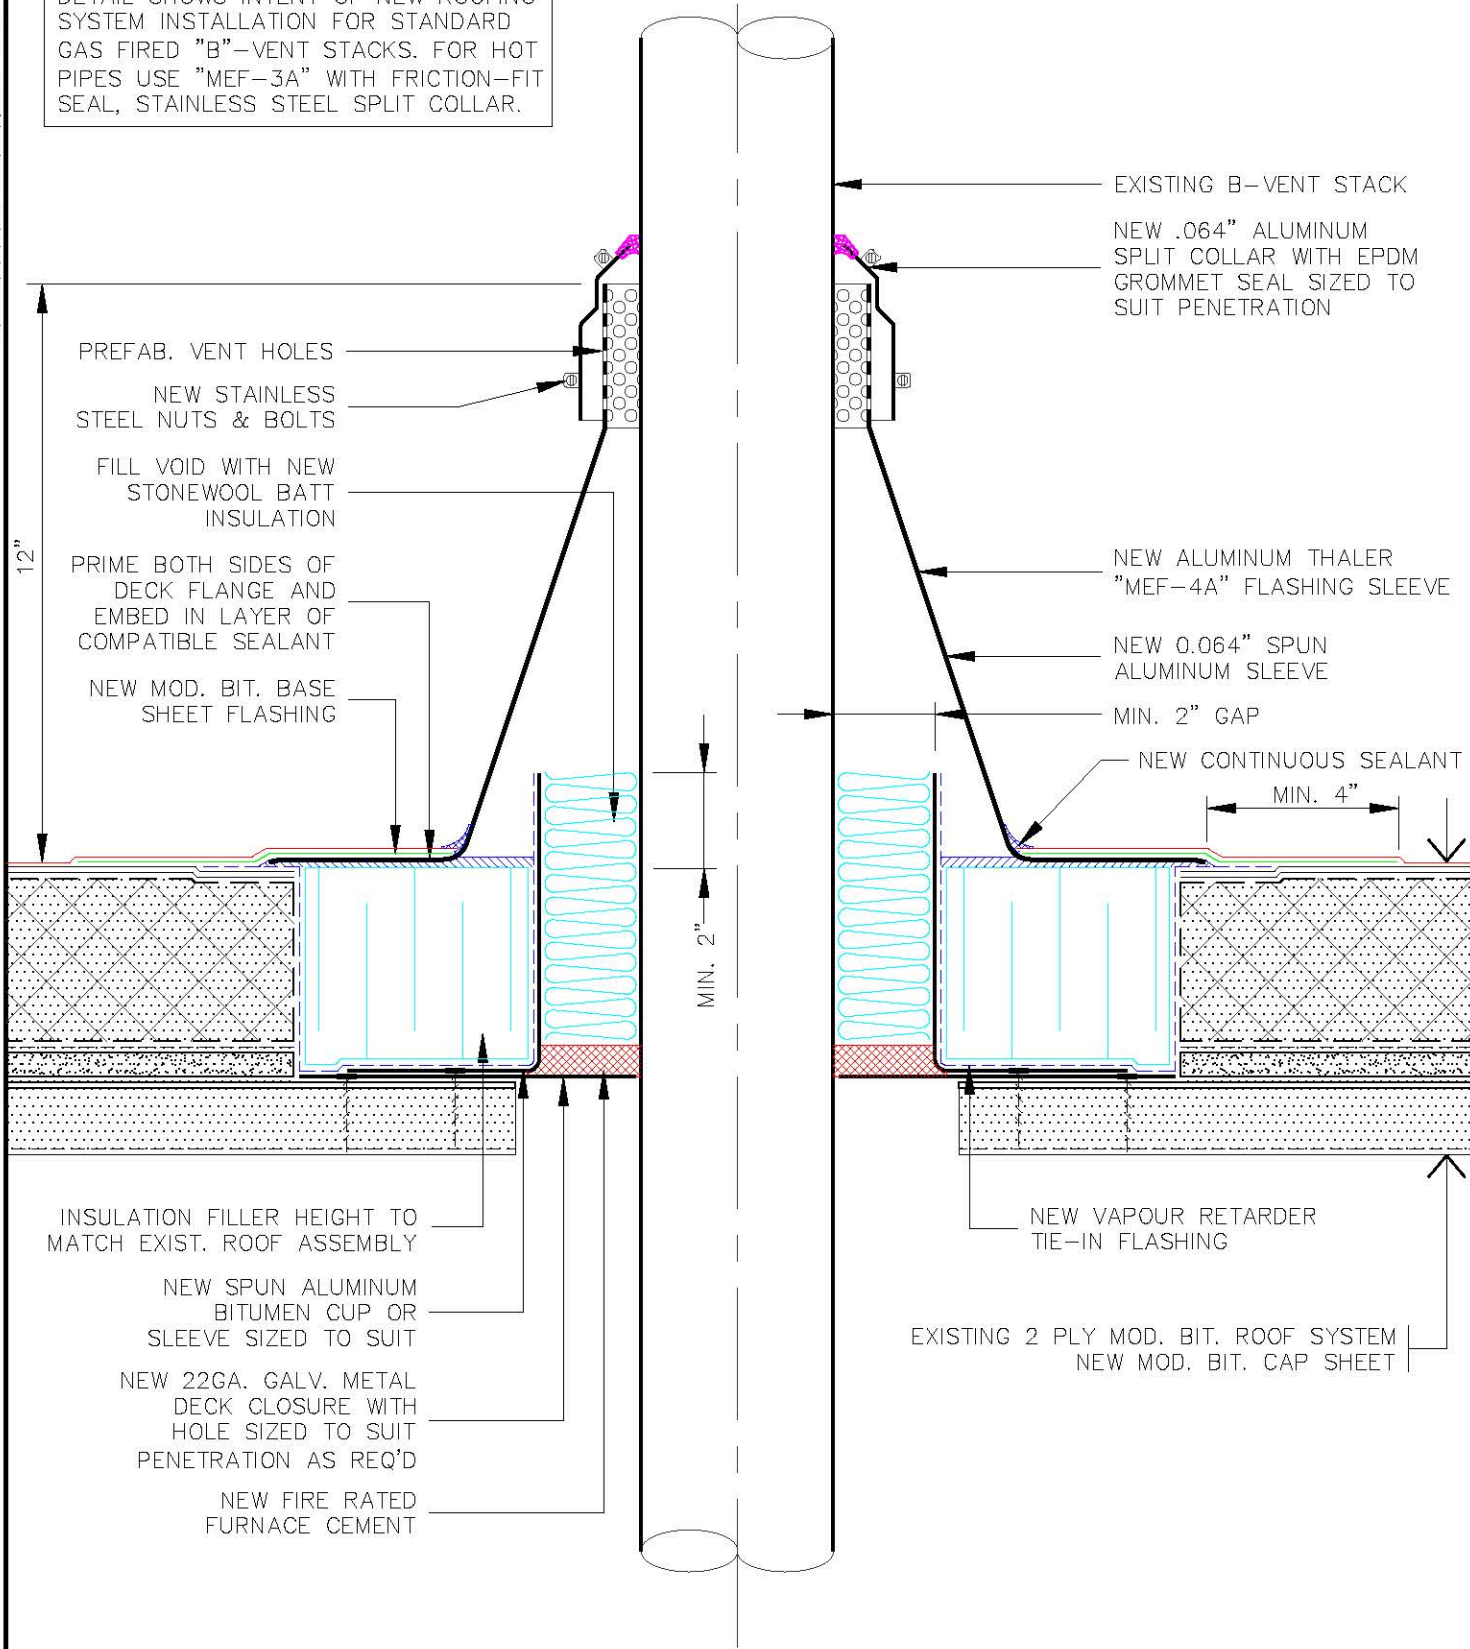 DETAIL SHOWS INTENT OF NEW ROOFING
SYSTEM INSTALLATION FOR STANDARD
GAS FIRED "B"-VENT STACKS. FOR HOT
PIPES USE "MEF-3A" WITH FRICTION-FIT
SEAL, STAINLESS STEEL SPLIT COLLAR.
EXISTING B-VENT STACK
NEW .064" ALUMINUM
SPLIT COLLAR WITH EPDM
GROMMET SEAL SIZED TO
SUIT PENETRATION
PREFAB. VENT HOLES
NEW STAINLESS
STEEL NUTS & BOLTS
FILL VOID WITH NEW
STONEWOOL BATT
INSULATION
12"
PRIME BOTH SIDES OF
DECK FLANGE AND
EMBED IN LAYER OF
COMPATIBLE SEALANT
NEW MOD. BIT. BASE
SHEET FLASHING
NEW ALUMINUM THALER
"MEF-4A" FLASHING SLEEVE
NEW 0.064" SPUN
ALUMINUM SLEEVE
MIN. 2" GAP
NEW CONTINUOUS SEALANT
MIN. 4"
MIN. 2"
INSULATION FILLER HEIGHT TO
MATCH EXIST. ROOF ASSEMBLY
NEW SPUN ALUMINUM
BITUMEN CUP OR
SLEEVE SIZED TO SUIT
NEW 22GA. GALV. METAL
DECK CLOSURE WITH
HOLE SIZED TO SUIT
PENETRATION AS REQ'D
NEW FIRE RATED
FURNACE CEMENT
NEW VAPOUR RETARDER
TIE-IN FLASHING
EXISTING 2 PLY MOD. BIT. ROOF SYSTEM
NEW MOD. BIT. CAP SHEET